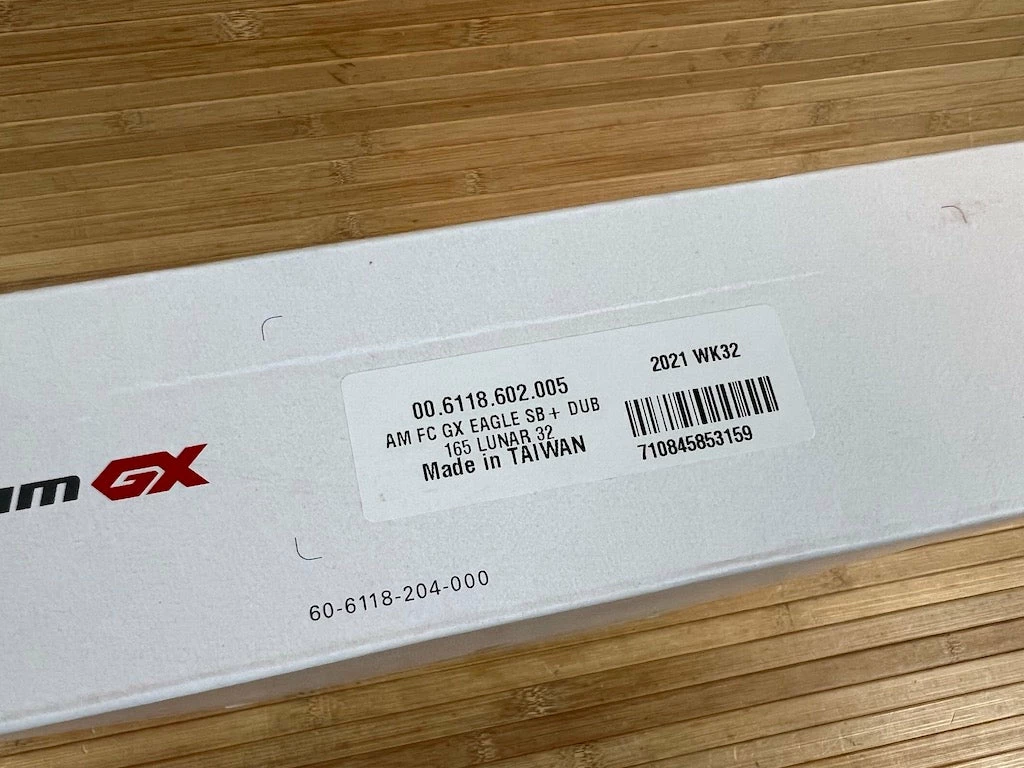 00.6118.602.005
AM FC GX EAGLE SB+ DUB
165 LUNAR 32
Made in TAIWAN
2021 WK32
710845853159
GX
60-6118-204-000